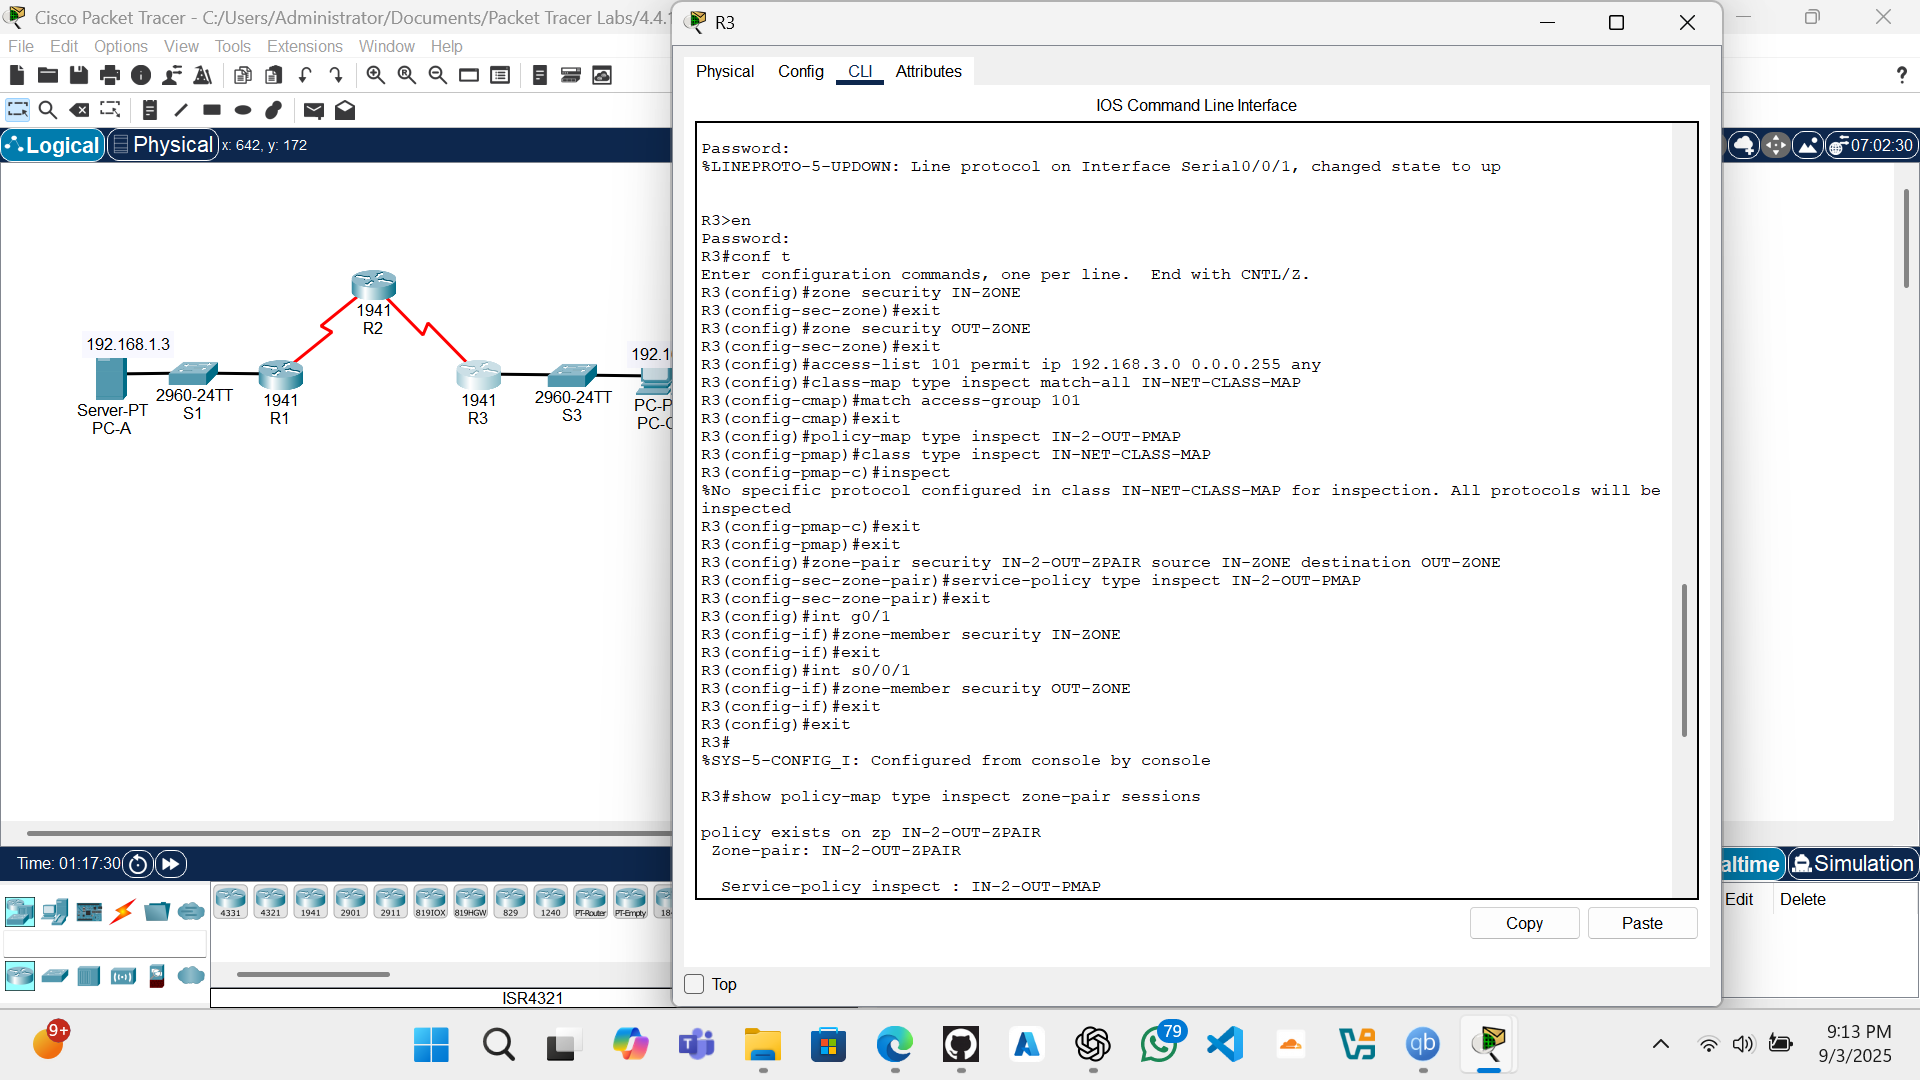 Cisco Packet Tracer - C:/Users/Administrator/Documents/Packet Tracer Labs/4.4.1
File Edit Options View Tools Extensions Window Help
?
Logical Physical x: 642, y: 172
07:02:30
192.168.1.3
Server-PT
PC-A
2960-24TT
S1
1941
R1
1941
R2
1941
R3
2960-24TT
S3
192.1
PC-P
PC-C
Time: 01:17:30
altime Simulation
4331 4321 1941 2901 2911 819IOX 819HGW 829 1240 PT-Router PT-Empty 18
Edit Delete
ISR4321
R3
Physical Config CLI Attributes
IOS Command Line Interface
Password:
%LINEPROTO-5-UPDOWN: Line protocol on Interface Serial0/0/1, changed state to up
R3>en
Password:
R3#conf t
Enter configuration commands, one per line. End with CNTL/Z.
R3(config)#zone security IN-ZONE
R3(config-sec-zone)#exit
R3(config)#zone security OUT-ZONE
R3(config-sec-zone)#exit
R3(config)#access-list 101 permit ip 192.168.3.0 0.0.0.255 any
R3(config)#class-map type inspect match-all IN-NET-CLASS-MAP
R3(config-cmap)#match access-group 101
R3(config-cmap)#exit
R3(config)#policy-map type inspect IN-2-OUT-PMAP
R3(config-pmap)#class type inspect IN-NET-CLASS-MAP
R3(config-pmap-c)#inspect
%No specific protocol configured in class IN-NET-CLASS-MAP for inspection. All protocols will be
inspected
R3(config-pmap-c)#exit
R3(config-pmap)#exit
R3(config)#zone-pair security IN-2-OUT-ZPAIR source IN-ZONE destination OUT-ZONE
R3(config-sec-zone-pair)#service-policy type inspect IN-2-OUT-PMAP
R3(config-sec-zone-pair)#exit
R3(config)#int g0/1
R3(config-if)#zone-member security IN-ZONE
R3(config-if)#exit
R3(config)#int s0/0/1
R3(config-if)#zone-member security OUT-ZONE
R3(config-if)#exit
R3(config)#exit
R3#
%SYS-5-CONFIG_I: Configured from console by console
R3#show policy-map type inspect zone-pair sessions
policy exists on zp IN-2-OUT-ZPAIR
Zone-pair: IN-2-OUT-ZPAIR
Service-policy inspect : IN-2-OUT-PMAP
Copy Paste
Top
9+
79
qb
9:13 PM
9/3/2025